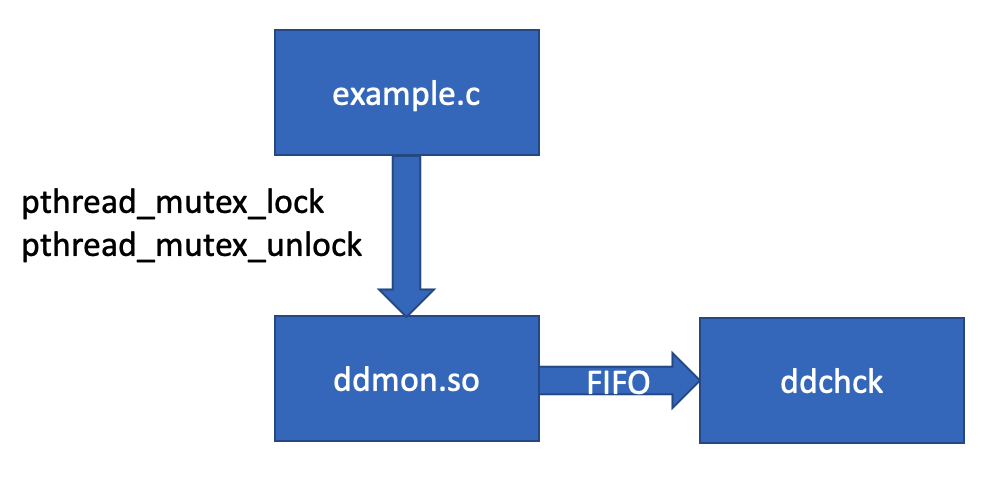 example.c
pthread_mutex_lock
pthread_mutex_unlock
ddmon.so
FIFO
ddchck